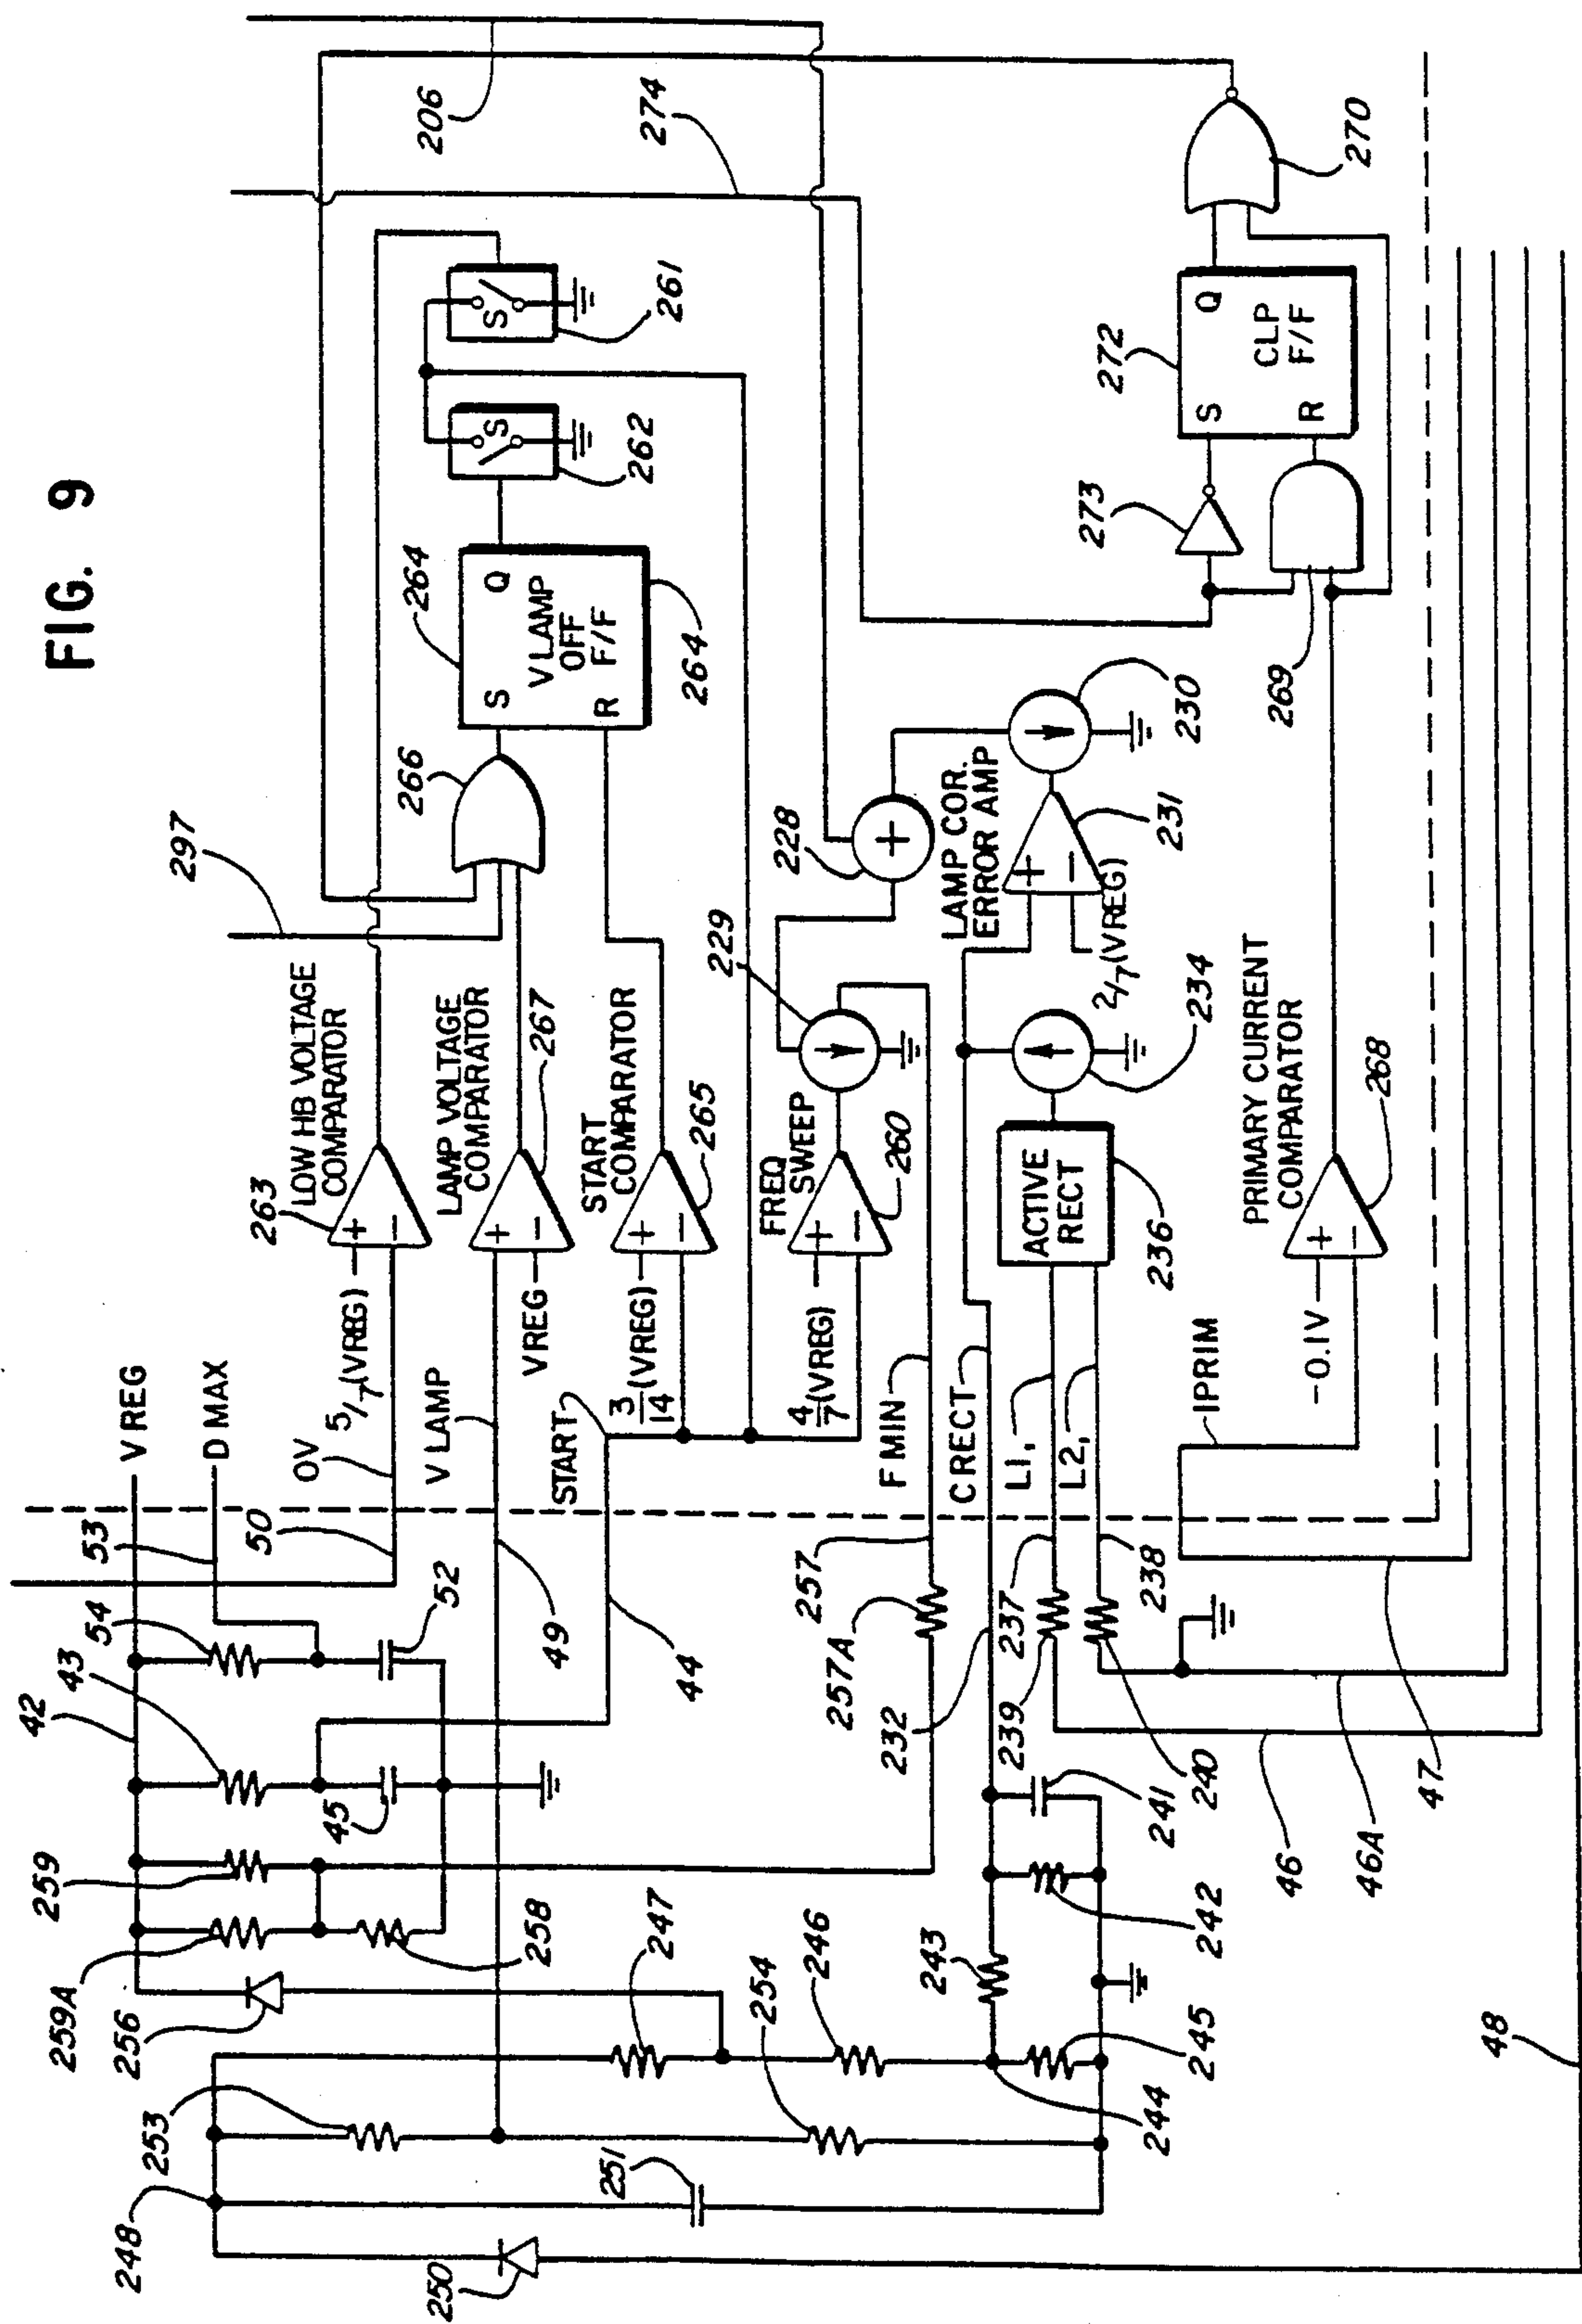 FIG. 9
206
274
297
261
262
264
V LAMP
OFF
F/F
S
Q
R
264
S
S
266
LOW HB VOLTAGE
COMPARATOR
263
+
−
5/7(VREG)
LAMP VOLTAGE
COMPARATOR
267
+
−
VREG
START
COMPARATOR
265
+
−
3/14 (VREG)
FREQ
SWEEP
260
+
−
4/7(VREG)
229
228
+
LAMP COR.
ERROR AMP
+
−
231
230
2/7(VREG)
234
ACTIVE
RECT
236
PRIMARY CURRENT
COMPARATOR
268
+
−
-0.1V
IPRIM
270
272
S
Q
CLP
F/F
R
273
269
V REG
D MAX
OV
V LAMP
START
F MIN
C RECT
L1,
L2,
53
50
54
52
43
42
49
44
45
259
259A
258
256
257
257A
232
237
238
239
240
241
242
243
244
245
246
247
248
250
251
253
254
46
46A
47
48